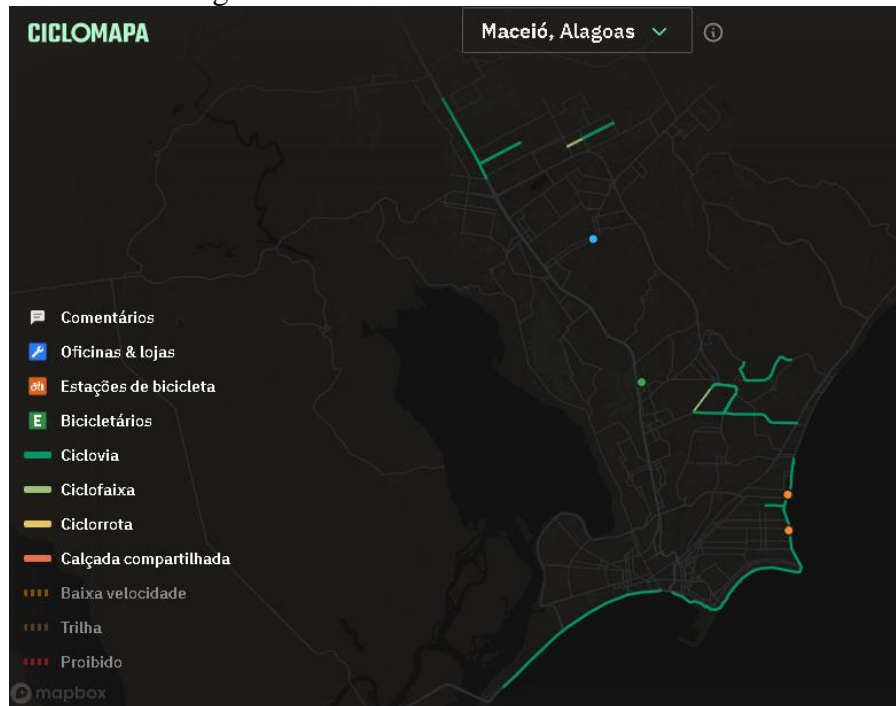 CICLOMAPA
Maceió, Alagoas
Comentários
Oficinas & lojas
Estações de bicicleta
E Bicicletários
Ciclovia
Ciclofaixa
Ciclorrota
Calçada compartilhada
Baixa velocidade
Trilha
Proibido
mapbox